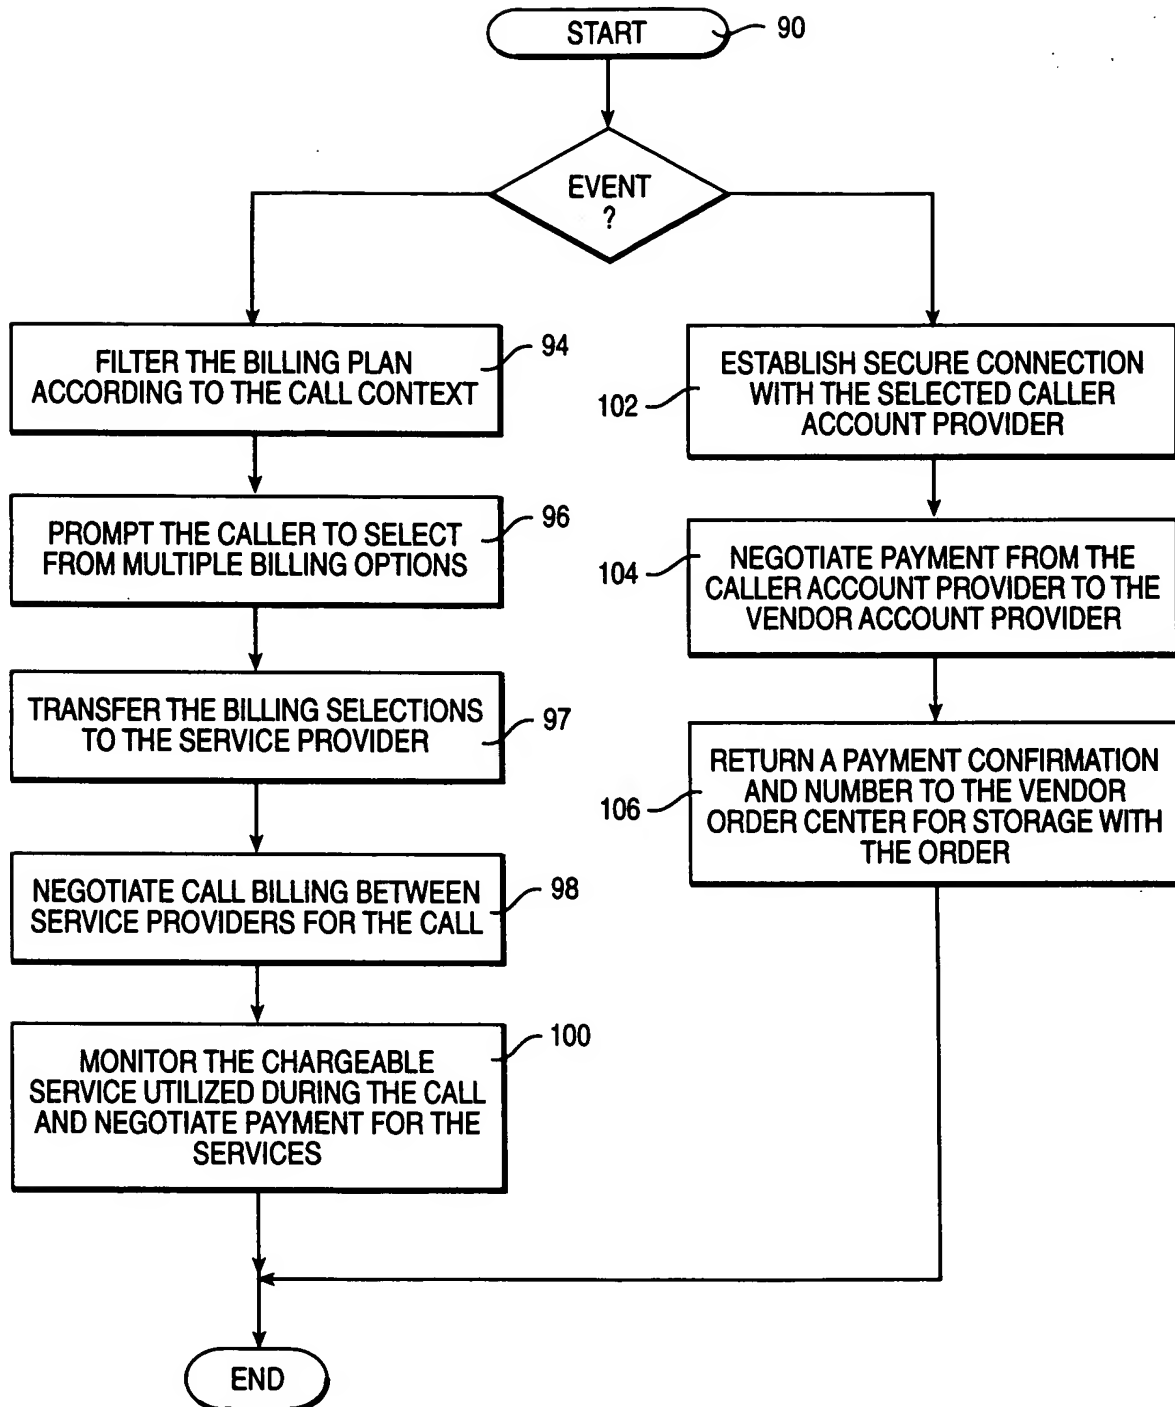 START
90
EVENT
?
FILTER THE BILLING PLAN
ACCORDING TO THE CALL CONTEXT
94
PROMPT THE CALLER TO SELECT
FROM MULTIPLE BILLING OPTIONS
96
TRANSFER THE BILLING SELECTIONS
TO THE SERVICE PROVIDER
97
NEGOTIATE CALL BILLING BETWEEN
SERVICE PROVIDERS FOR THE CALL
98
MONITOR THE CHARGEABLE
SERVICE UTILIZED DURING THE CALL
AND NEGOTIATE PAYMENT FOR THE
SERVICES
100
ESTABLISH SECURE CONNECTION
WITH THE SELECTED CALLER
ACCOUNT PROVIDER
102
NEGOTIATE PAYMENT FROM THE
CALLER ACCOUNT PROVIDER TO THE
VENDOR ACCOUNT PROVIDER
104
RETURN A PAYMENT CONFIRMATION
AND NUMBER TO THE VENDOR
ORDER CENTER FOR STORAGE WITH
THE ORDER
106
END